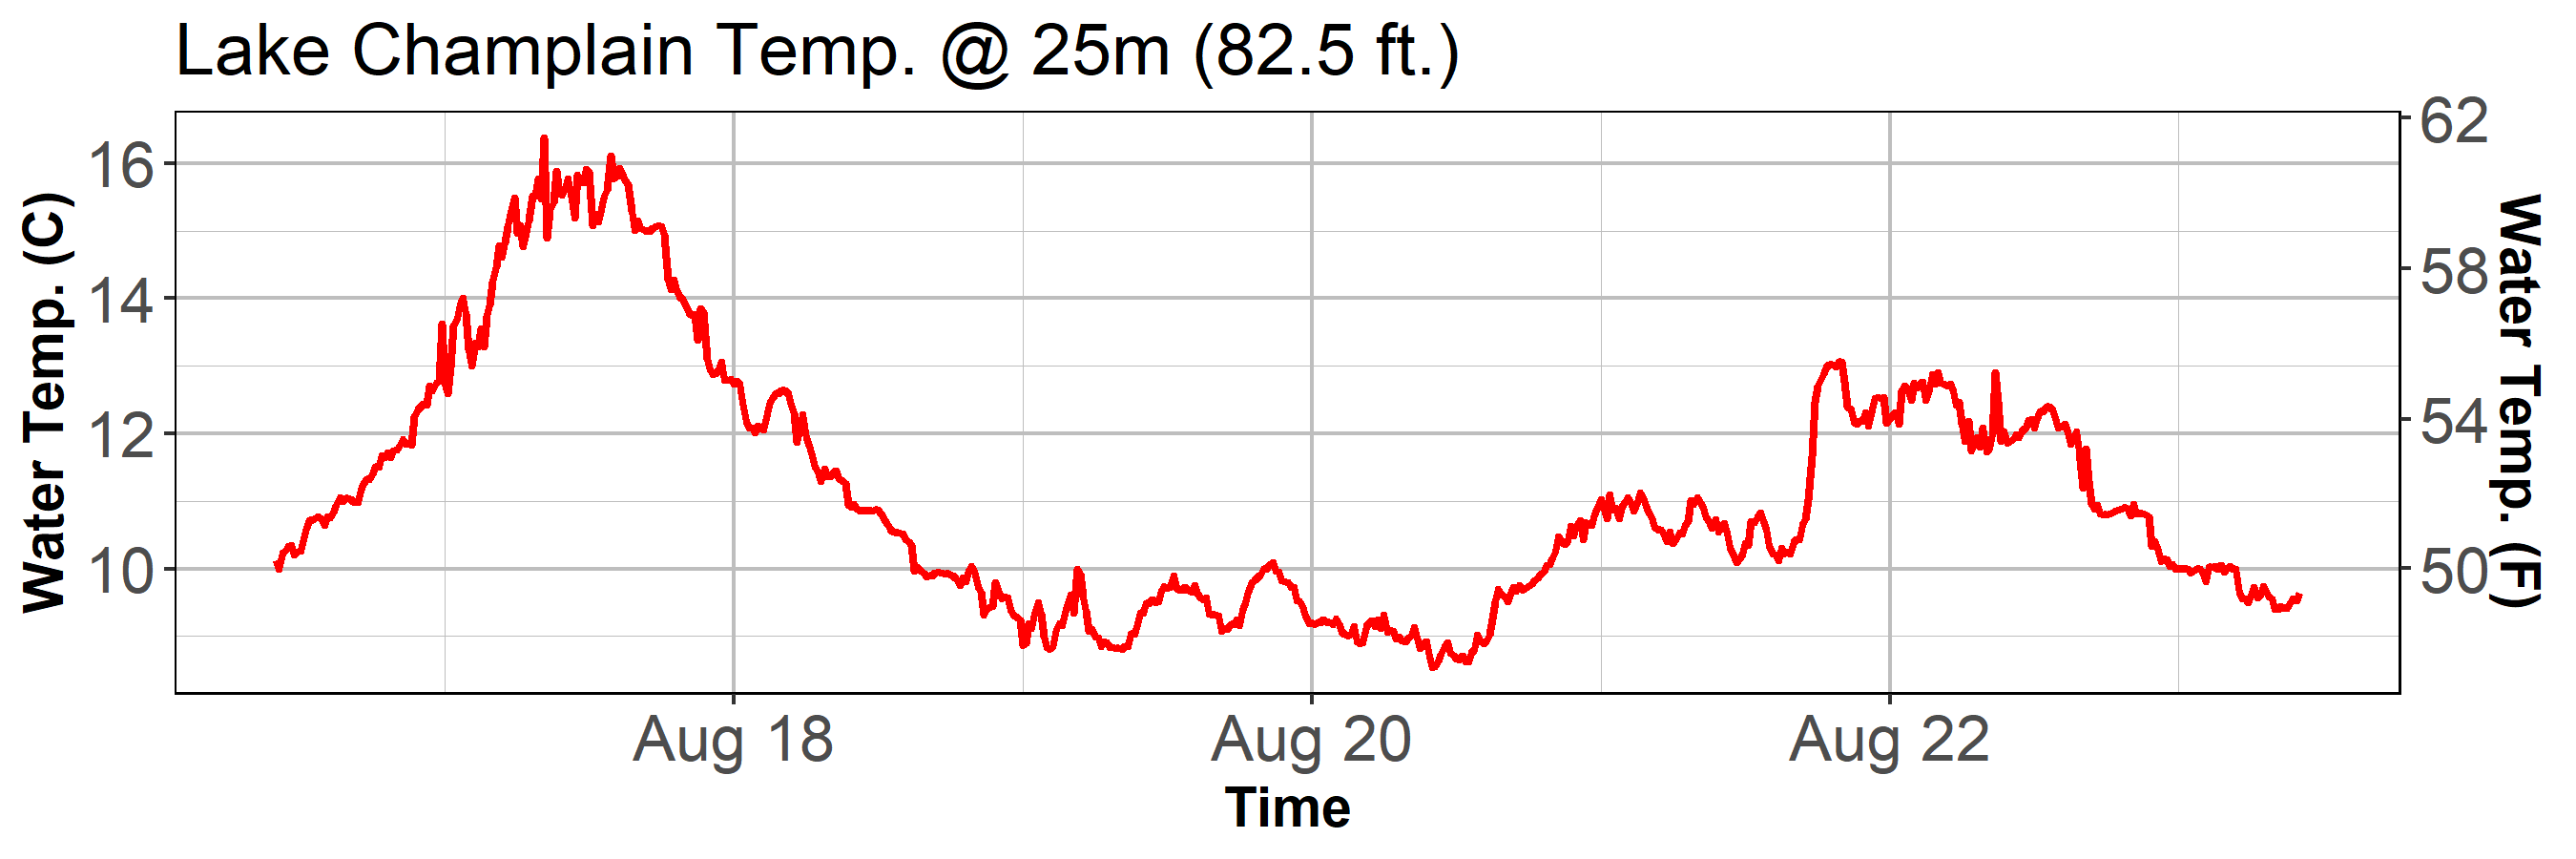 Lake Champlain Temp. @ 25m (82.5 ft.)
Water Temp. (C)
16
14
12
10
62
58
54
50
Water Temp. (F)
Aug 18
Aug 20
Aug 22
Time